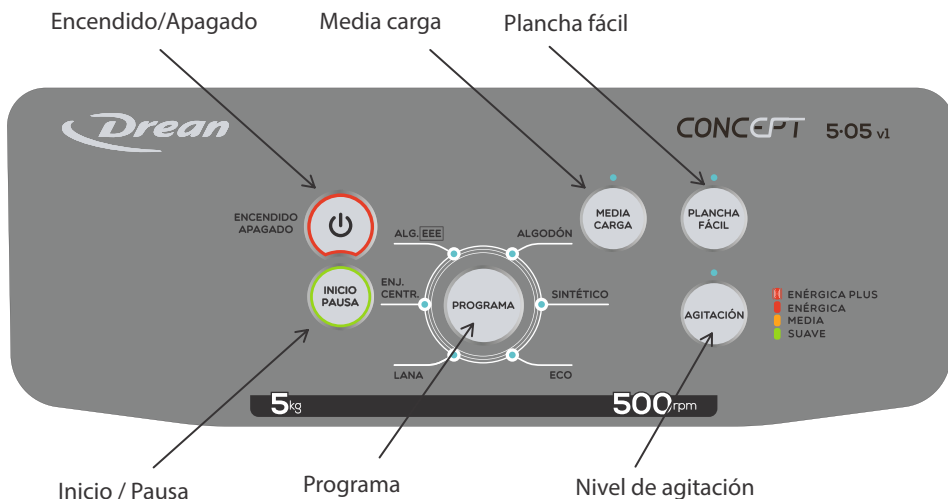 Encendido/Apagado
Media carga
Plancha fácil
Drean
CONCEPT 5·05 v1
ENCENDIDO
APAGADO
MEDIA
CARGA
PLANCHA
FÁCIL
ALG. EEE
ALGODÓN
INICIO
PAUSA
ENJ.
CENTR.
PROGRAMA
SINTÉTICO
AGITACIÓN
ENÉRGICA PLUS
ENÉRGICA
MEDIA
SUAVE
LANA
ECO
5kg
500rpm
Inicio / Pausa
Programa
Nivel de agitación